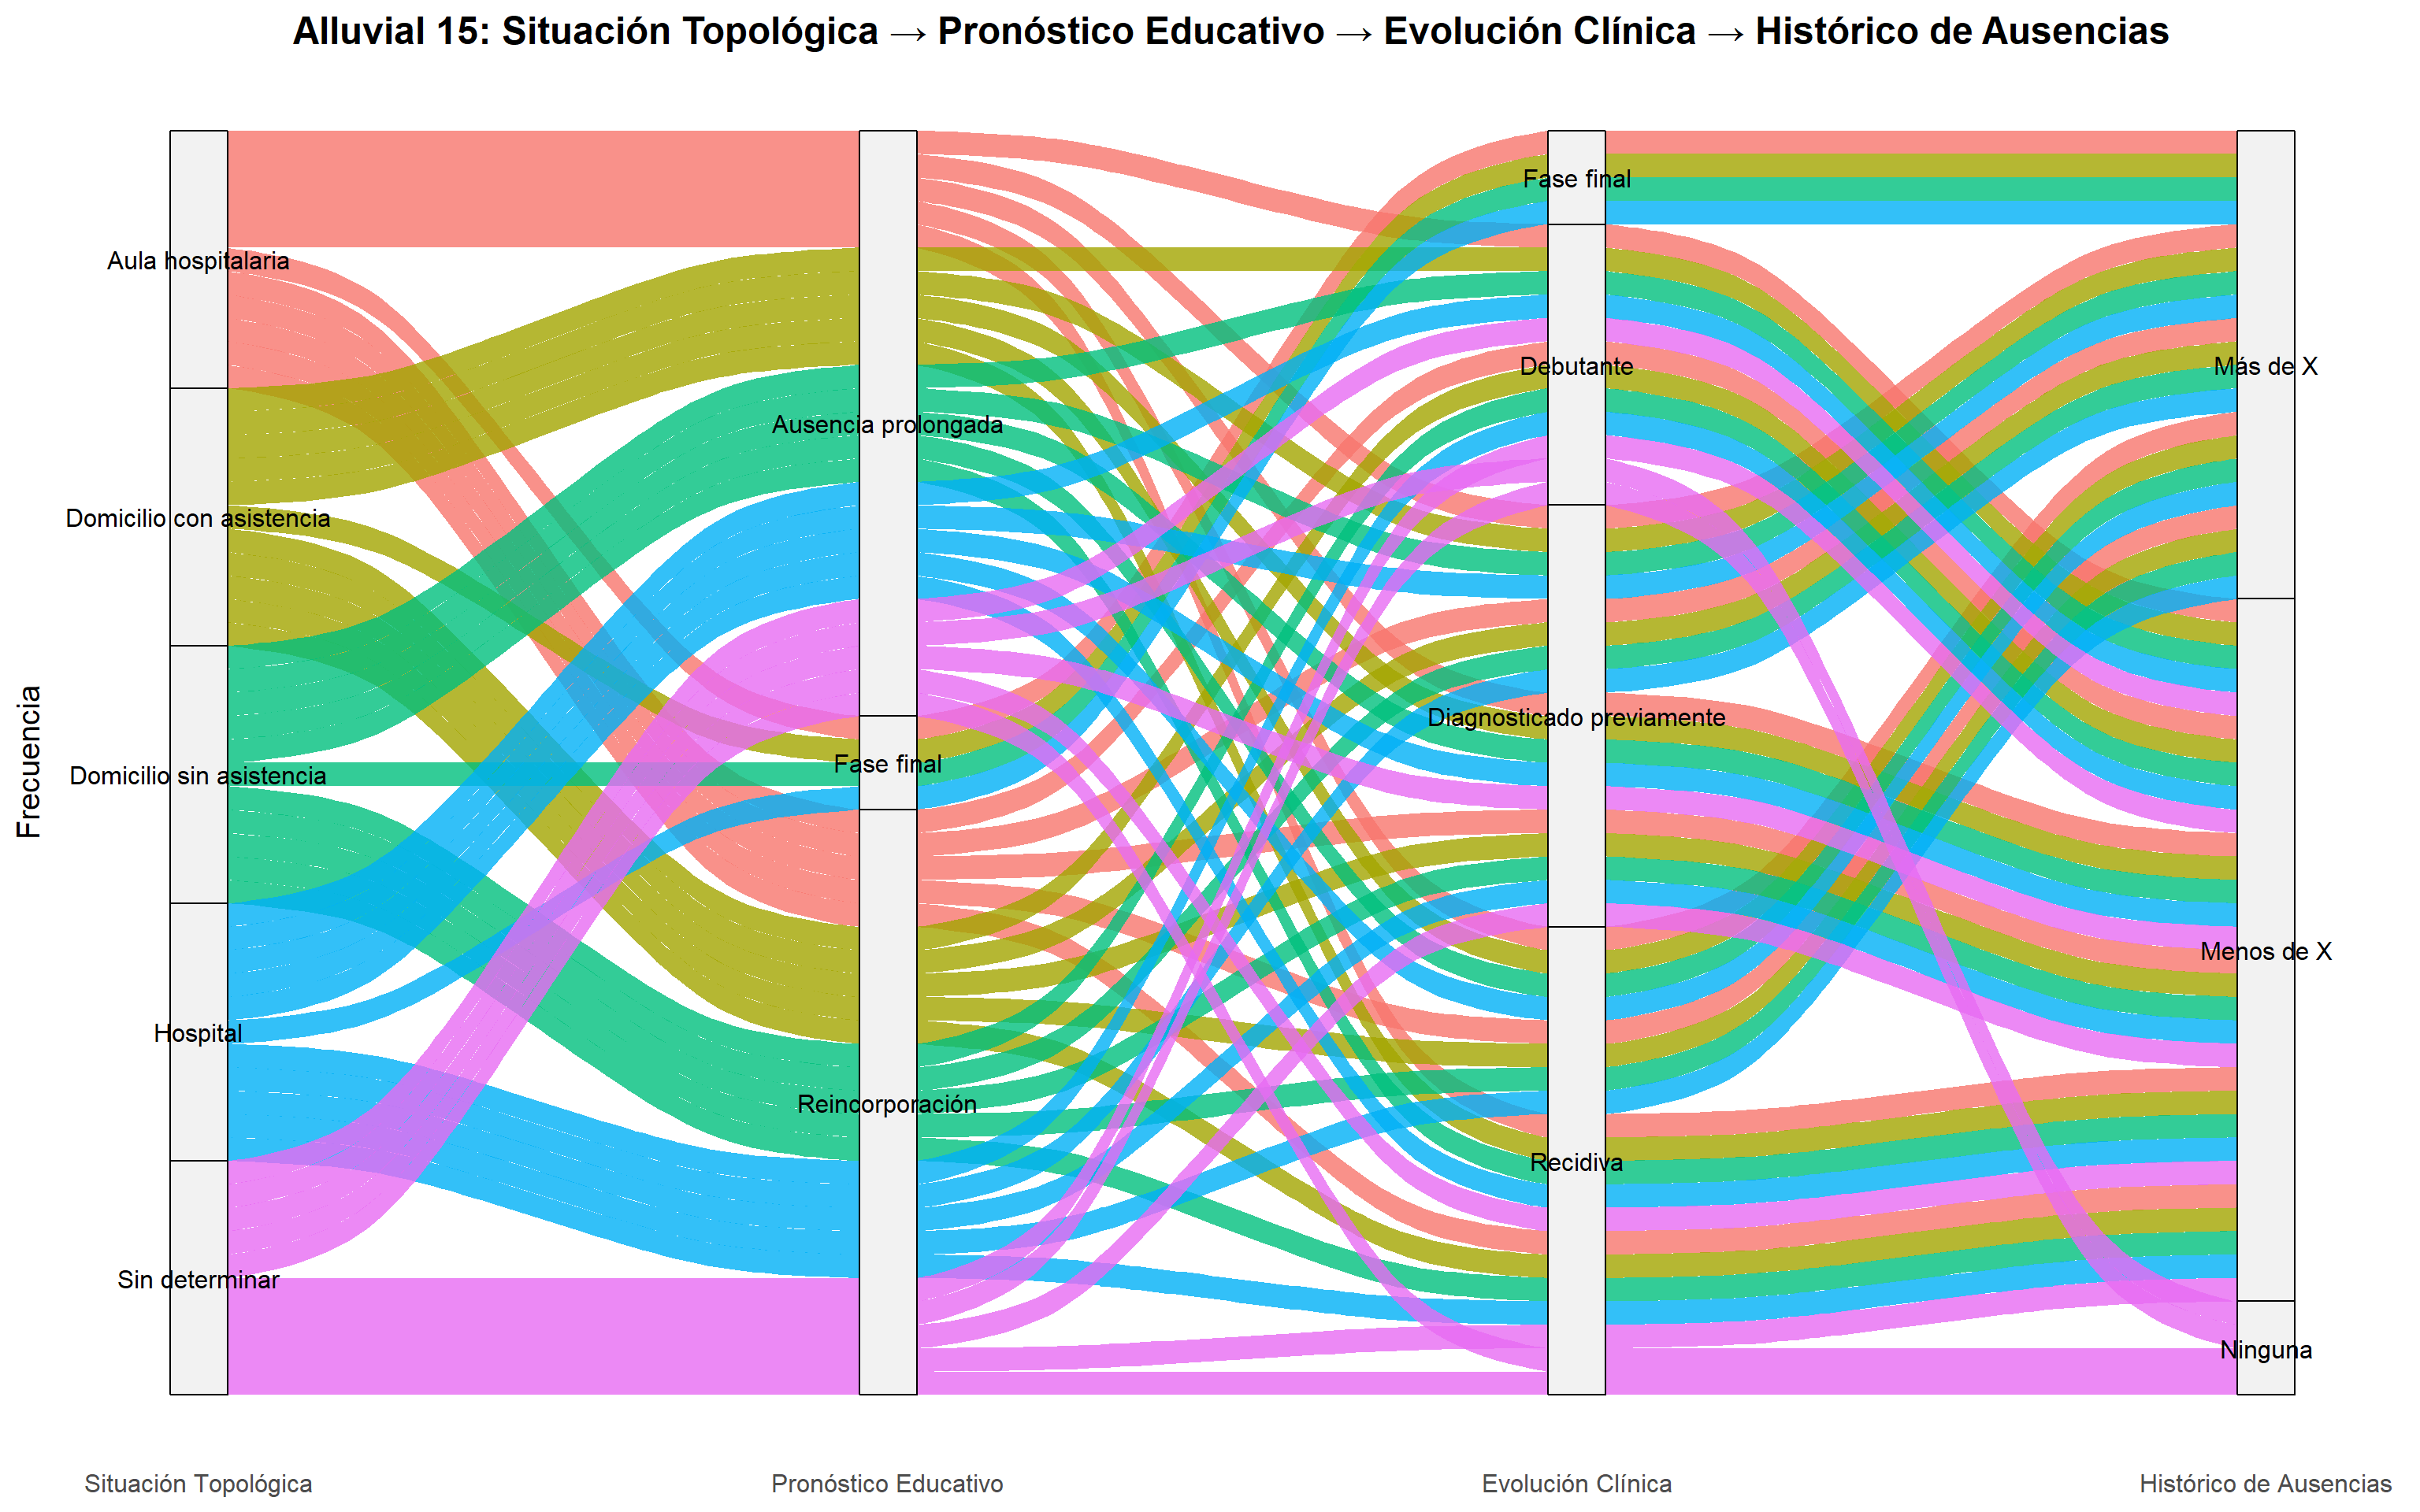 Alluvial 15: Situación Topológica → Pronóstico Educativo → Evolución Clínica → Histórico de Ausencias
Frecuencia
Aula hospitalaria
Domicilio con asistencia
Domicilio sin asistencia
Hospital
Sin determinar
Ausencia prolongada
Fase final
Reincorporación
Fase final
Debutante
Diagnosticado previamente
Recidiva
Más de X
Menos de X
Ninguna
Situación Topológica
Pronóstico Educativo
Evolución Clínica
Histórico de Ausencias